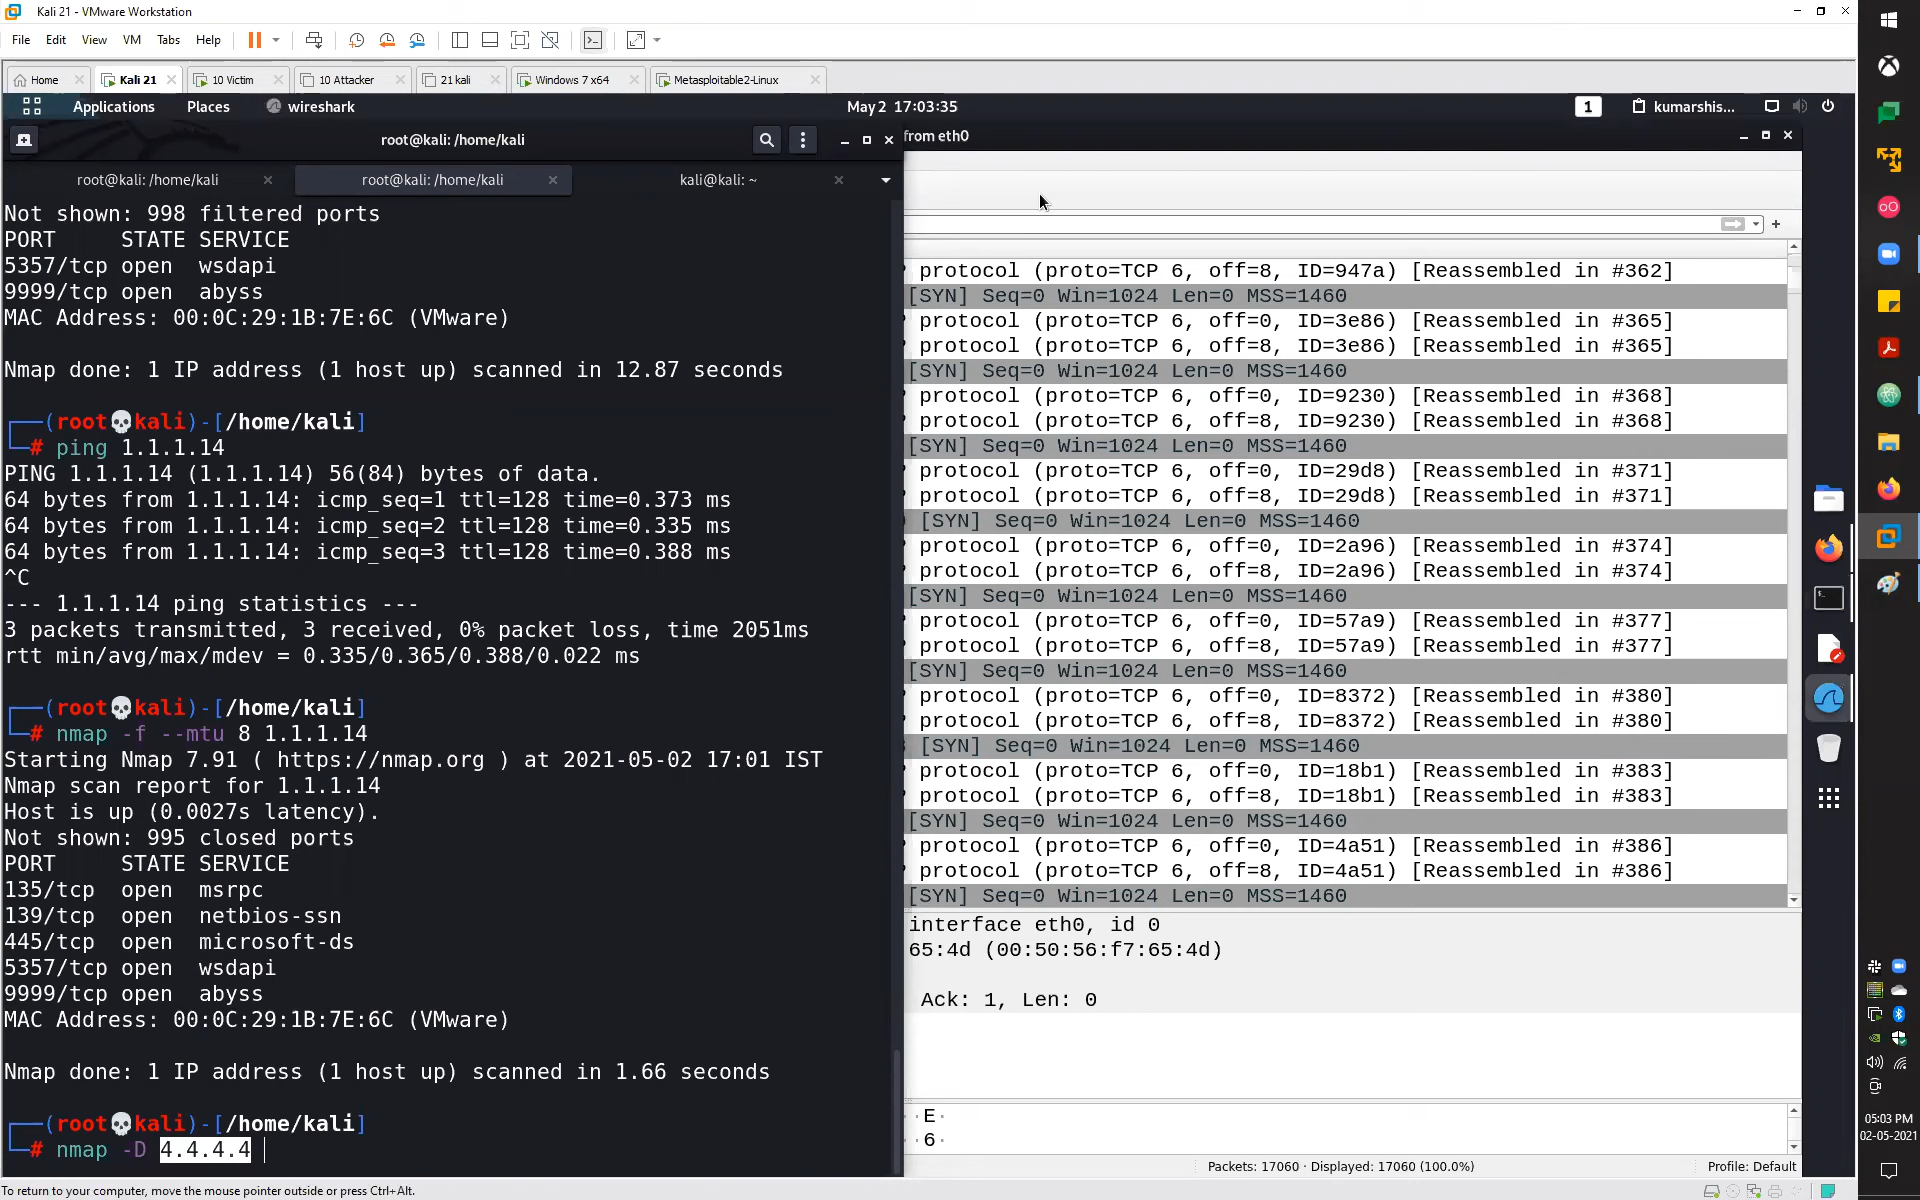 Kali 21 - VMware Workstation
File Edit View VM Tabs Help
Home Kali 21 10 Victim 10 Attacker 21 kali Windows 7 x64 Metasploitable2-Linux
Applications Places wireshark May 2 17:03:35 1 kumarshis...
root@kali: /home/kali
root@kali: /home/kali root@kali: /home/kali kali@kali: ~
Not shown: 998 filtered ports
PORT STATE SERVICE
5357/tcp open wsdapi
9999/tcp open abyss
MAC Address: 00:0C:29:1B:7E:6C (VMware)
Nmap done: 1 IP address (1 host up) scanned in 12.87 seconds
(root💀kali)-[/home/kali]
# ping 1.1.1.14
PING 1.1.1.14 (1.1.1.14) 56(84) bytes of data.
64 bytes from 1.1.1.14: icmp_seq=1 ttl=128 time=0.373 ms
64 bytes from 1.1.1.14: icmp_seq=2 ttl=128 time=0.335 ms
64 bytes from 1.1.1.14: icmp_seq=3 ttl=128 time=0.388 ms
^C
--- 1.1.1.14 ping statistics ---
3 packets transmitted, 3 received, 0% packet loss, time 2051ms
rtt min/avg/max/mdev = 0.335/0.365/0.388/0.022 ms
(root💀kali)-[/home/kali]
# nmap -f --mtu 8 1.1.1.14
Starting Nmap 7.91 ( https://nmap.org ) at 2021-05-02 17:01 IST
Nmap scan report for 1.1.1.14
Host is up (0.0027s latency).
Not shown: 995 closed ports
PORT STATE SERVICE
135/tcp open msrpc
139/tcp open netbios-ssn
445/tcp open microsoft-ds
5357/tcp open wsdapi
9999/tcp open abyss
MAC Address: 00:0C:29:1B:7E:6C (VMware)
Nmap done: 1 IP address (1 host up) scanned in 1.66 seconds
(root💀kali)-[/home/kali]
# nmap -D 4.4.4.4
from eth0
protocol (proto=TCP 6, off=8, ID=947a) [Reassembled in #362]
[SYN] Seq=0 Win=1024 Len=0 MSS=1460
protocol (proto=TCP 6, off=0, ID=3e86) [Reassembled in #365]
protocol (proto=TCP 6, off=8, ID=3e86) [Reassembled in #365]
[SYN] Seq=0 Win=1024 Len=0 MSS=1460
protocol (proto=TCP 6, off=0, ID=9230) [Reassembled in #368]
protocol (proto=TCP 6, off=8, ID=9230) [Reassembled in #368]
[SYN] Seq=0 Win=1024 Len=0 MSS=1460
protocol (proto=TCP 6, off=0, ID=29d8) [Reassembled in #371]
protocol (proto=TCP 6, off=8, ID=29d8) [Reassembled in #371]
[SYN] Seq=0 Win=1024 Len=0 MSS=1460
protocol (proto=TCP 6, off=0, ID=2a96) [Reassembled in #374]
protocol (proto=TCP 6, off=8, ID=2a96) [Reassembled in #374]
[SYN] Seq=0 Win=1024 Len=0 MSS=1460
protocol (proto=TCP 6, off=0, ID=57a9) [Reassembled in #377]
protocol (proto=TCP 6, off=8, ID=57a9) [Reassembled in #377]
[SYN] Seq=0 Win=1024 Len=0 MSS=1460
protocol (proto=TCP 6, off=0, ID=8372) [Reassembled in #380]
protocol (proto=TCP 6, off=8, ID=8372) [Reassembled in #380]
[SYN] Seq=0 Win=1024 Len=0 MSS=1460
protocol (proto=TCP 6, off=0, ID=18b1) [Reassembled in #383]
protocol (proto=TCP 6, off=8, ID=18b1) [Reassembled in #383]
[SYN] Seq=0 Win=1024 Len=0 MSS=1460
protocol (proto=TCP 6, off=0, ID=4a51) [Reassembled in #386]
protocol (proto=TCP 6, off=8, ID=4a51) [Reassembled in #386]
[SYN] Seq=0 Win=1024 Len=0 MSS=1460
interface eth0, id 0
65:4d (00:50:56:f7:65:4d)
Ack: 1, Len: 0
··E·
··6·
Packets: 17060 · Displayed: 17060 (100.0%) Profile: Default
05:03 PM
02-05-2021
To return to your computer, move the mouse pointer outside or press Ctrl+Alt.